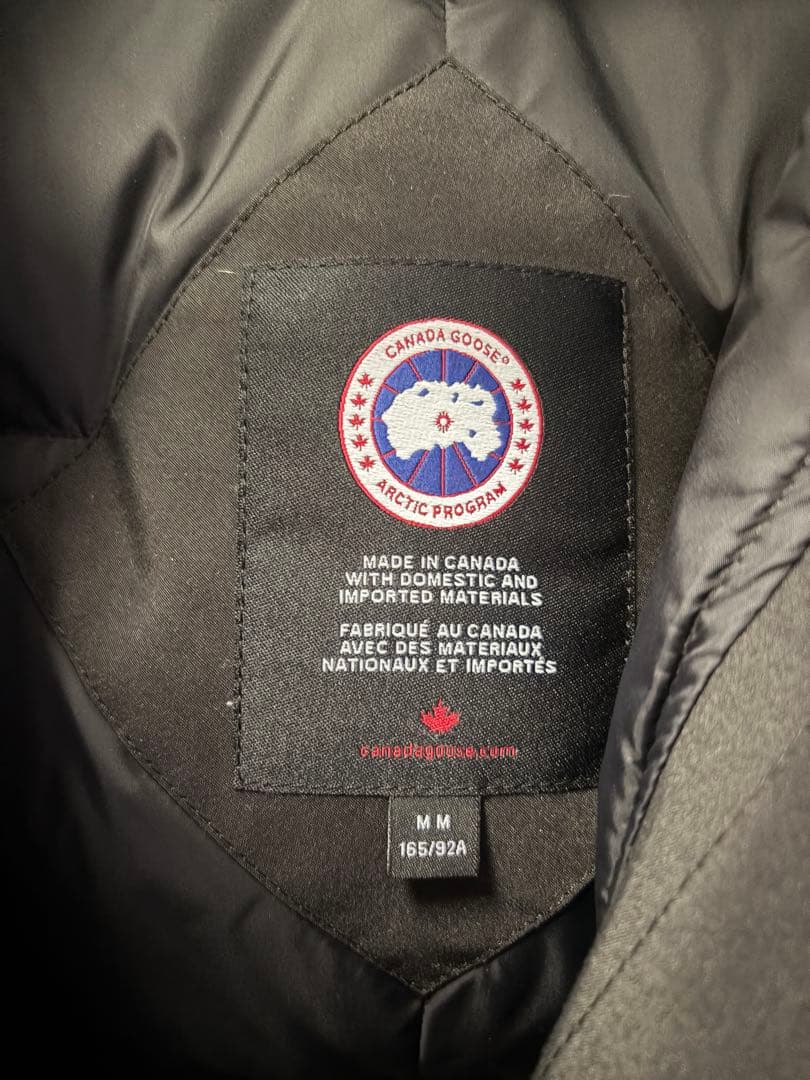 CANADA GOOSE®
ARCTIC PROGRAM
MADE IN CANADA
WITH DOMESTIC AND
IMPORTED MATERIALS
FABRIQUÉ AU CANADA
AVEC DES MATERIAUX
NATIONAUX ET IMPORTÉS
canadagoose.com
M M
165/92A